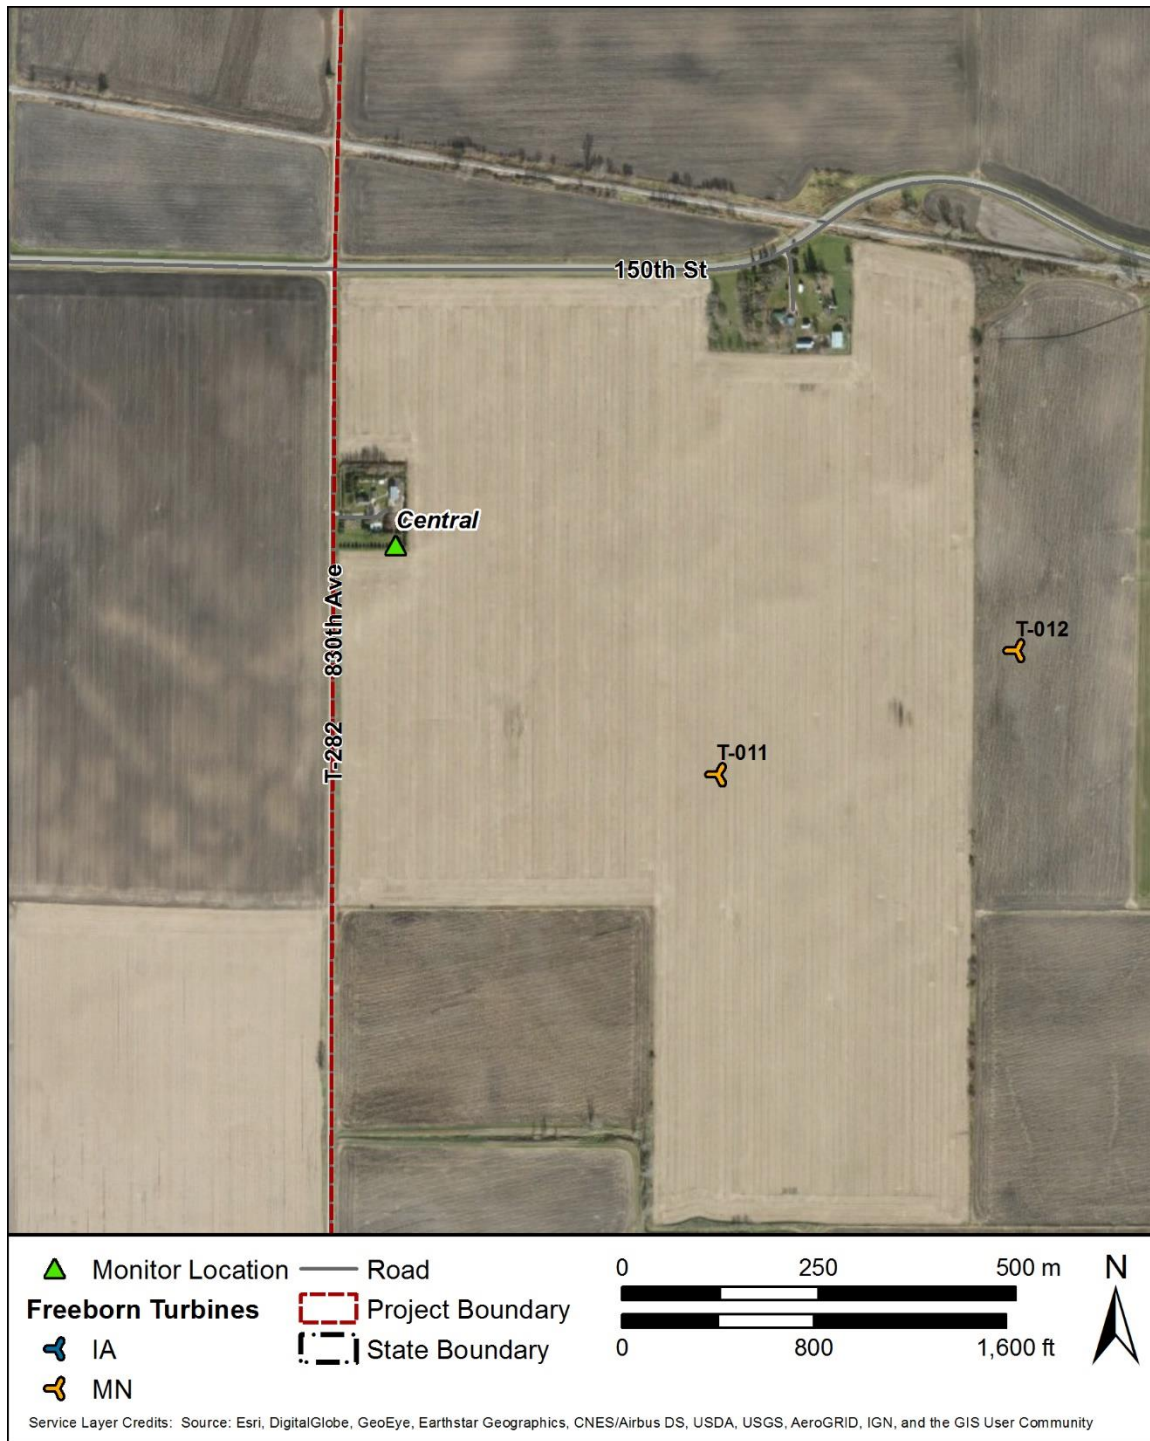 150th St
Central
830th Ave
T-282
T-012
T-011
Monitor Location
Freeborn Turbines
IA
MN
Road
Project Boundary
State Boundary
0 250 500 m
0 800 1,600 ft
N
Service Layer Credits: Source: Esri, DigitalGlobe, GeoEye, Earthstar Geographics, CNES/Airbus DS, USDA, USGS, AeroGRID, IGN, and the GIS User Community